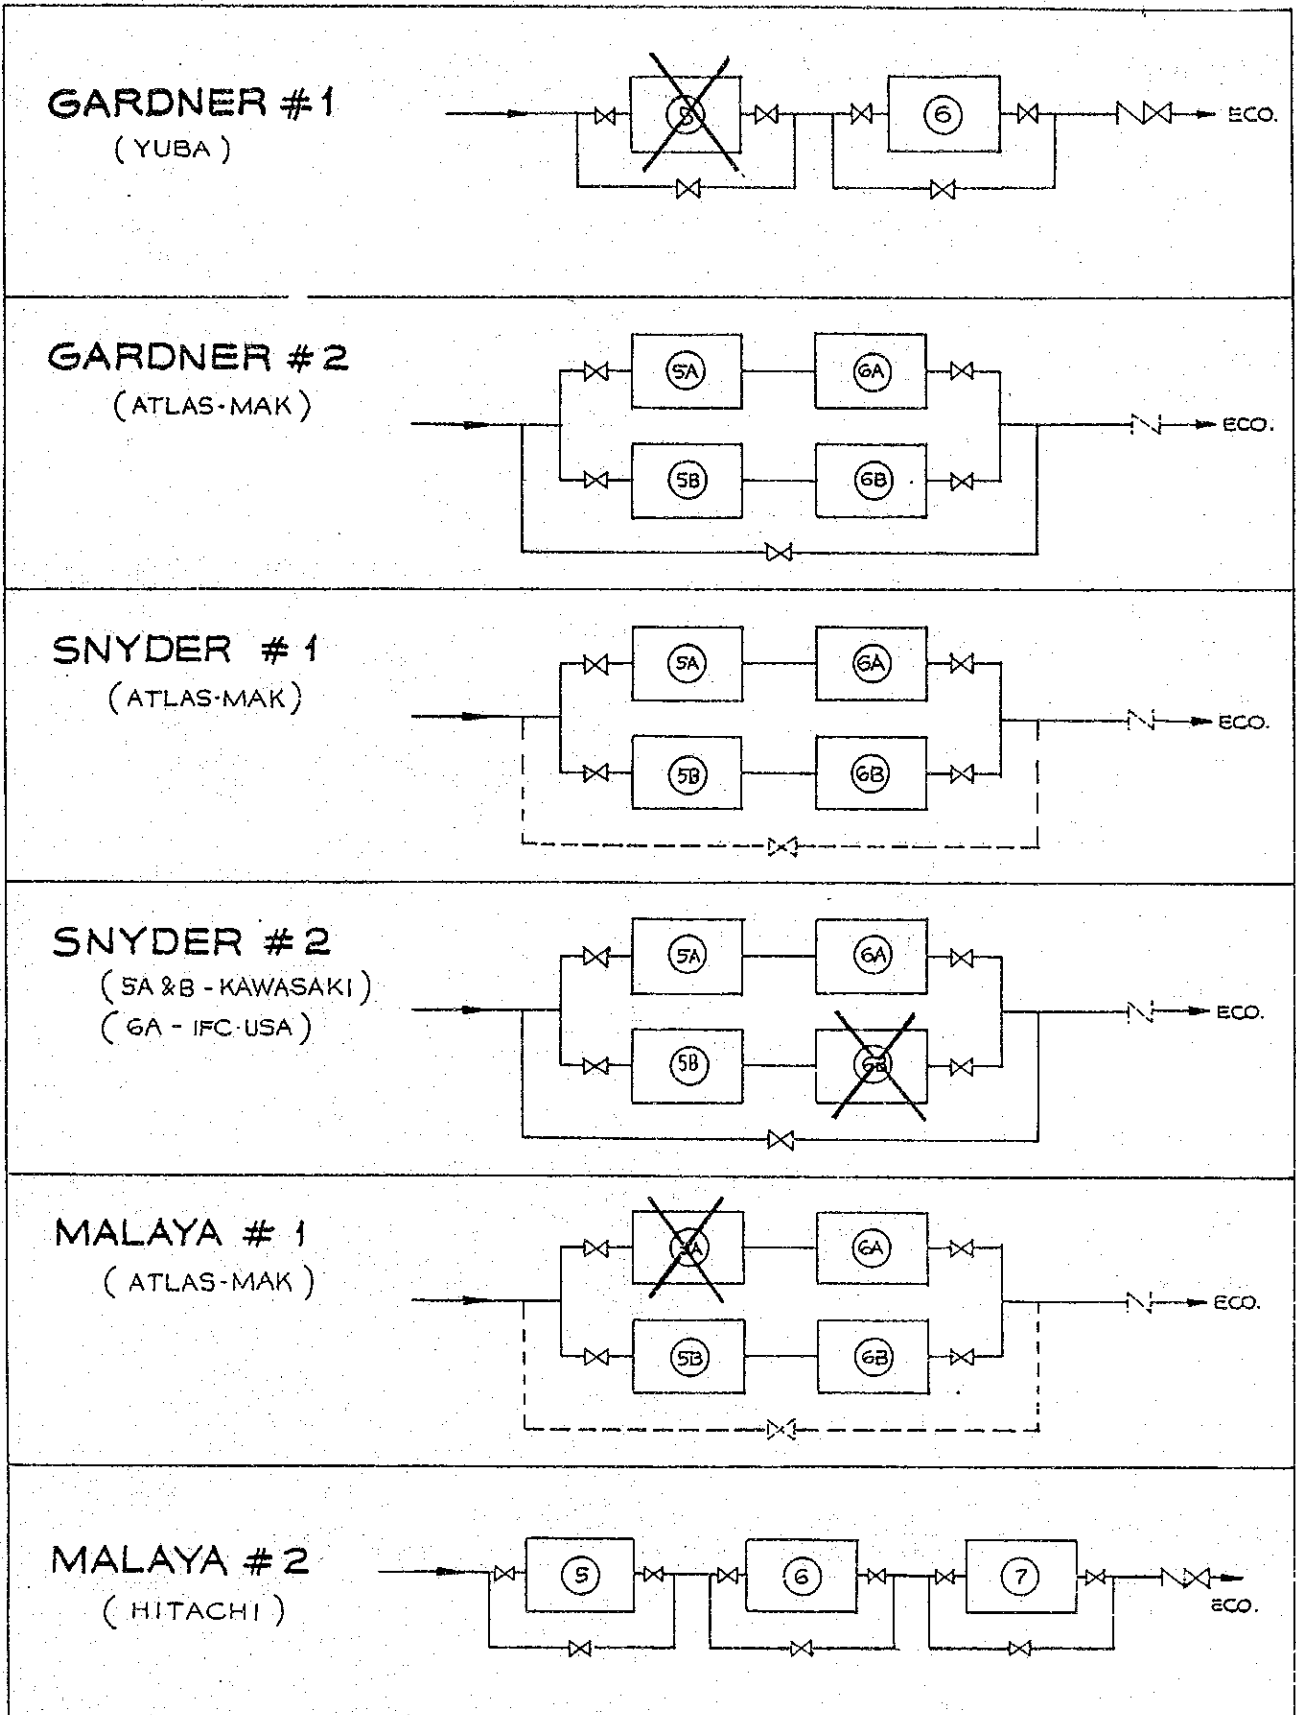 GARDNER #1
(YUBA)
5
6
ECO.
GARDNER #2
(ATLAS-MAK)
5A
6A
ECO.
5B
6B
SNYDER #1
(ATLAS-MAK)
5A
6A
ECO.
5B
6B
SNYDER #2
(5A & B - KAWASAKI)
(6A - IFC-USA)
5A
6A
ECO.
5B
6B
MALAYA #1
(ATLAS-MAK)
5A
6A
ECO.
5B
6B
MALAYA #2
(HITACHI)
5
6
7
ECO.